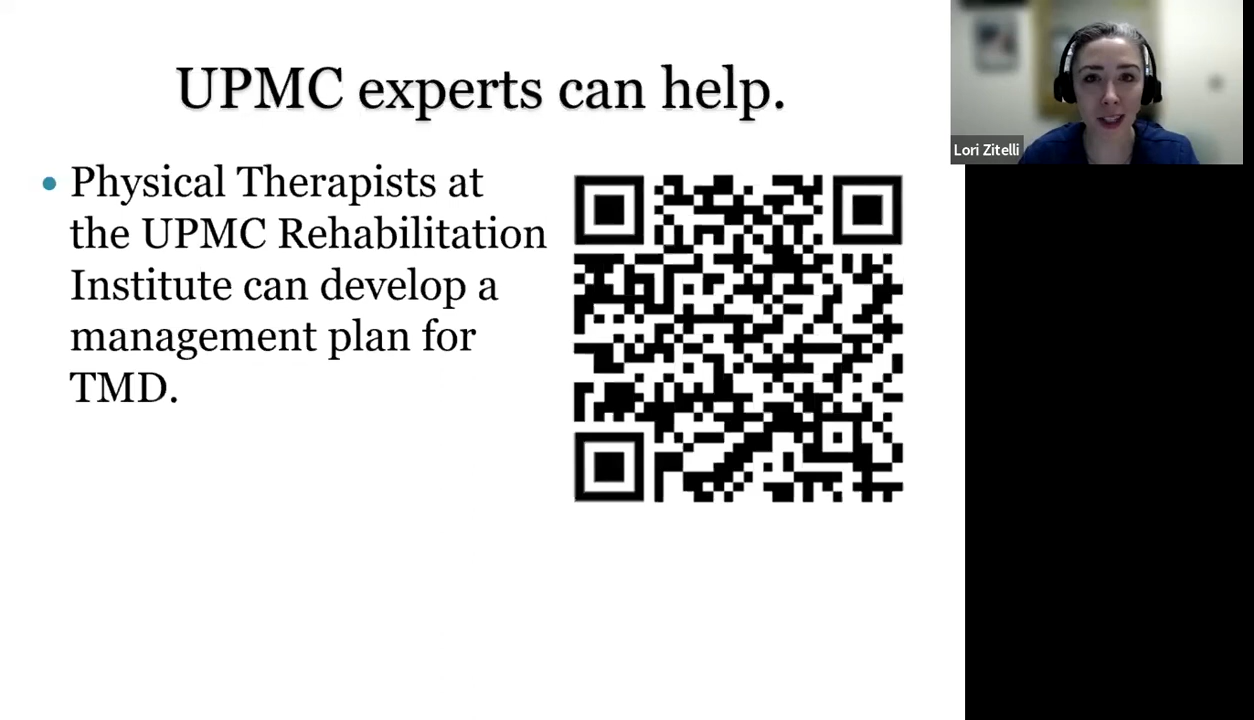 UPMC experts can help.
• Physical Therapists at
the UPMC Rehabilitation
Institute can develop a
management plan for
TMD.
Lori Zitelli